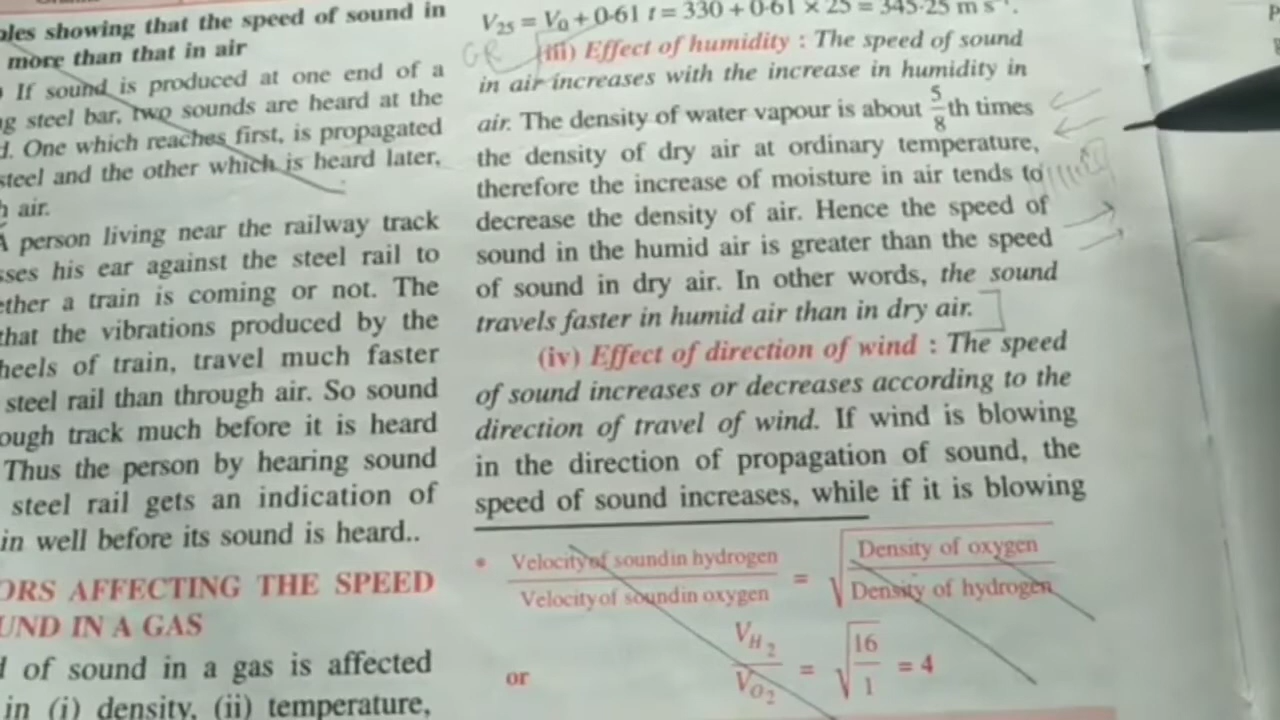 ples showing that the speed of sound in
more than that in air
If sound is produced at one end of a
steel bar, two sounds are heard at the
One which reaches first, is propagated
steel and the other which is heard later,
air.
A person living near the railway track
his ear against the steel rail to
a train is coming or not. The
that the vibrations produced by the
of train, travel much faster
steel rail than through air. So sound
track much before it is heard
Thus the person by hearing sound
steel rail gets an indication of
in well before its sound is heard..
ORS AFFECTING THE SPEED
UND IN A GAS
of sound in a gas is affected
in (i) density, (ii) temperature,
V₂₅ = V₀ + 0·61 t = 330 + 0·61 × 25 = 345·25 m s⁻¹.
(iii) Effect of humidity : The speed of sound
in air increases with the increase in humidity in
air. The density of water vapour is about 5/8 th times
the density of dry air at ordinary temperature,
therefore the increase of moisture in air tends to
decrease the density of air. Hence the speed of
sound in the humid air is greater than the speed
of sound in dry air. In other words, the sound
travels faster in humid air than in dry air.
(iv) Effect of direction of wind : The speed
of sound increases or decreases according to the
direction of travel of wind. If wind is blowing
in the direction of propagation of sound, the
speed of sound increases, while if it is blowing
* Velocity of sound in hydrogen / Velocity of sound in oxygen = √(Density of oxygen / Density of hydrogen)
or V_H₂ / V_O₂ = √(16/1) = 4